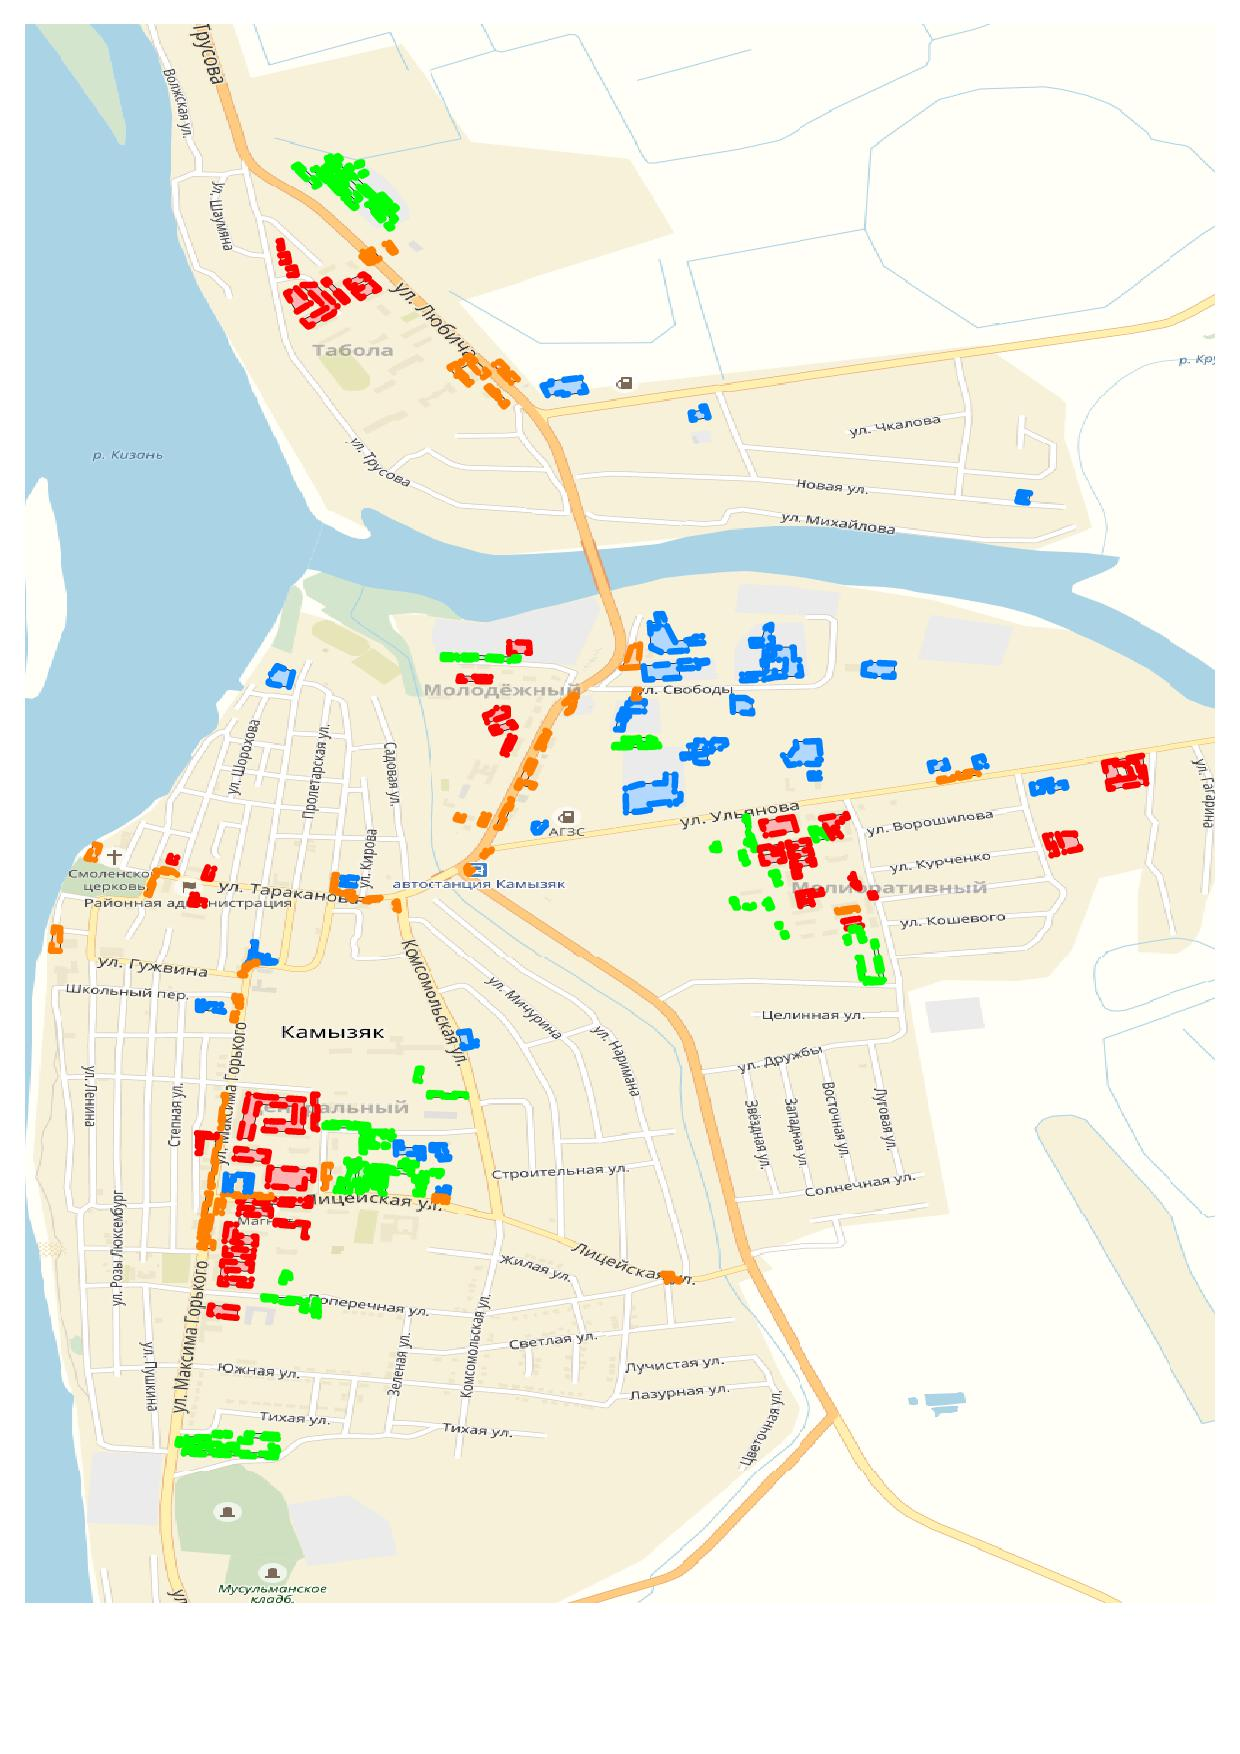 Трусова
Волжская ул.
ул. Шаумяна
ул. Любича
Табола
р. Кру
ул. Чкалова
ул. Трусова
р. Кизань
Новая ул.
ул. Михайлова
Молодёжный
ул. Свободы
ул. Шорохова
Пролетарская ул.
Садовая ул.
ул. Гагарина
ул. Ульянова
АГЗС
ул. Ворошилова
ул. Кирова
Смоленско
церковь
ул. Курченко
автостанция Камызяк
Мелиоративный
ул. Таракано
Районная администрация
ул. Кошевого
ул. Гужвина
Школьный пер.
Комсомольская ул.
ул. Мичурина
Целинная ул.
Камызяк
ул. Наримана
ул. Дружбы
ул. Ленина
Степная ул.
ул. Максима Горького
Звёздная ул.
Западная ул.
Восточная ул.
Луговая ул.
Строительная ул.
Солнечная ул.
ул. Розы Люксембург
Лицейская ул.
Лицейская ул.
Жилая ул.
Поперечная ул.
ул. Максима Горького
Светлая ул.
Зеленая ул.
Комсомольская ул.
ул. Пушкина
Южная ул.
Лучистая ул.
Лазурная ул.
Тихая ул.
Тихая ул.
Цветочная ул.
Мусульманское
кладб.
ул